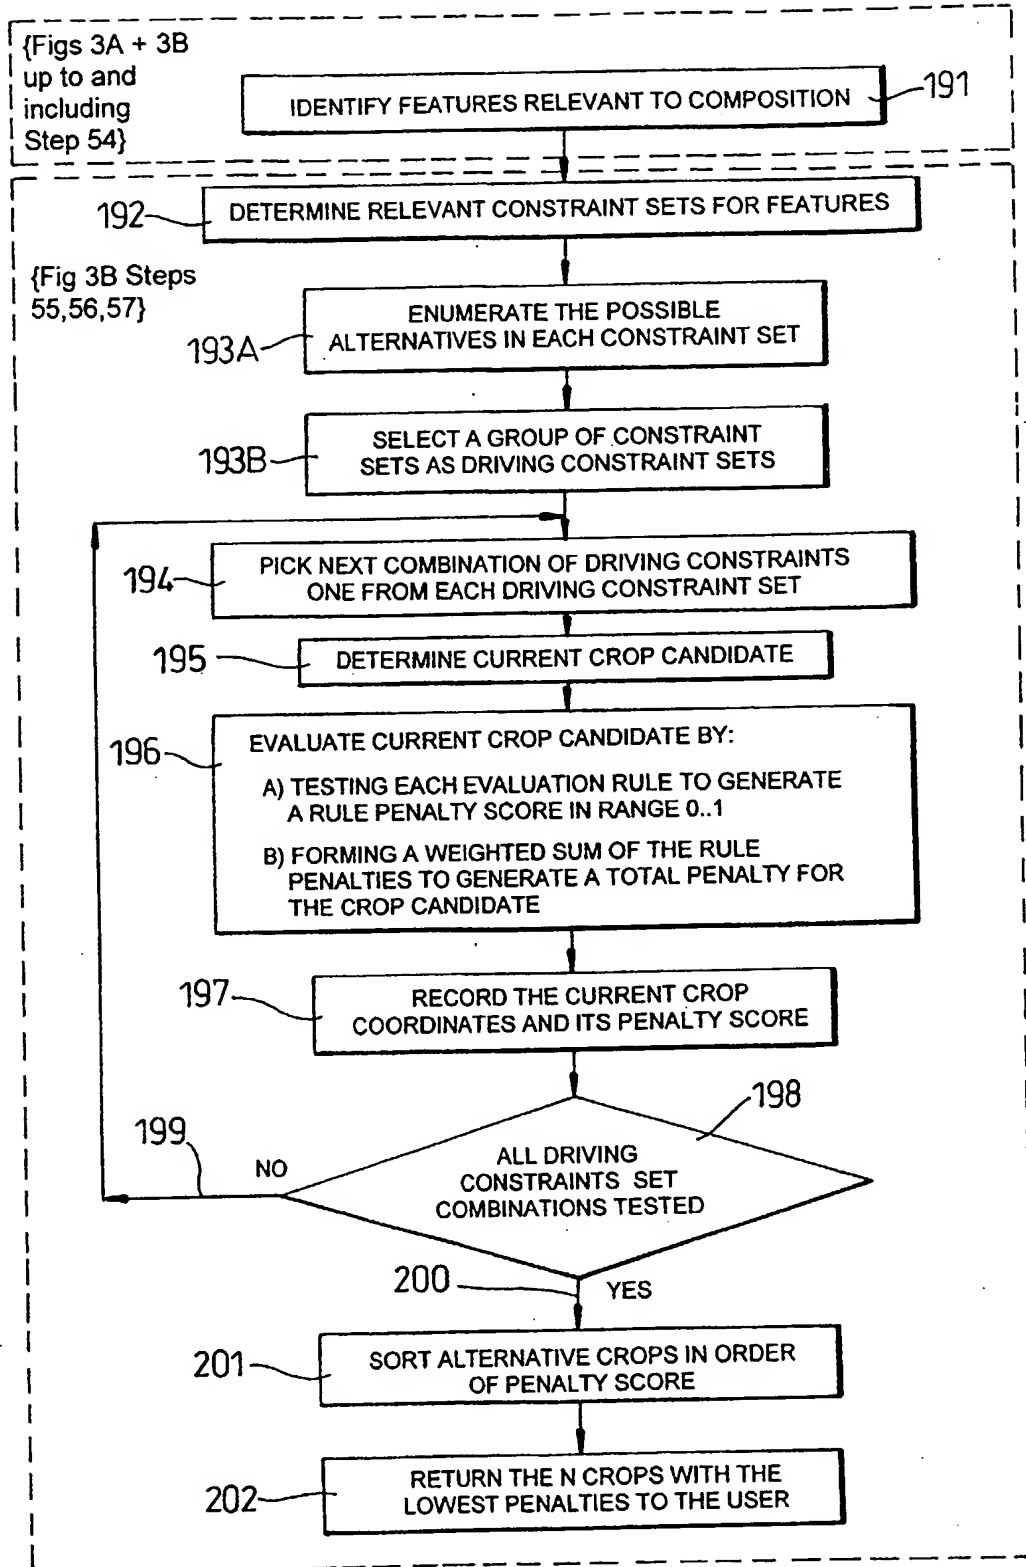 {Figs 3A + 3B
up to and
including
Step 54}
IDENTIFY FEATURES RELEVANT TO COMPOSITION
191
192
DETERMINE RELEVANT CONSTRAINT SETS FOR FEATURES
{Fig 3B Steps
55,56,57}
193A
ENUMERATE THE POSSIBLE
ALTERNATIVES IN EACH CONSTRAINT SET
193B
SELECT A GROUP OF CONSTRAINT
SETS AS DRIVING CONSTRAINT SETS
194
PICK NEXT COMBINATION OF DRIVING CONSTRAINTS
ONE FROM EACH DRIVING CONSTRAINT SET
195
DETERMINE CURRENT CROP CANDIDATE
196
EVALUATE CURRENT CROP CANDIDATE BY:
A) TESTING EACH EVALUATION RULE TO GENERATE
A RULE PENALTY SCORE IN RANGE 0..1
B) FORMING A WEIGHTED SUM OF THE RULE
PENALTIES TO GENERATE A TOTAL PENALTY FOR
THE CROP CANDIDATE
197
RECORD THE CURRENT CROP
COORDINATES AND ITS PENALTY SCORE
198
199
NO
ALL DRIVING
CONSTRAINTS SET
COMBINATIONS TESTED
200
YES
201
SORT ALTERNATIVE CROPS IN ORDER
OF PENALTY SCORE
202
RETURN THE N CROPS WITH THE
LOWEST PENALTIES TO THE USER